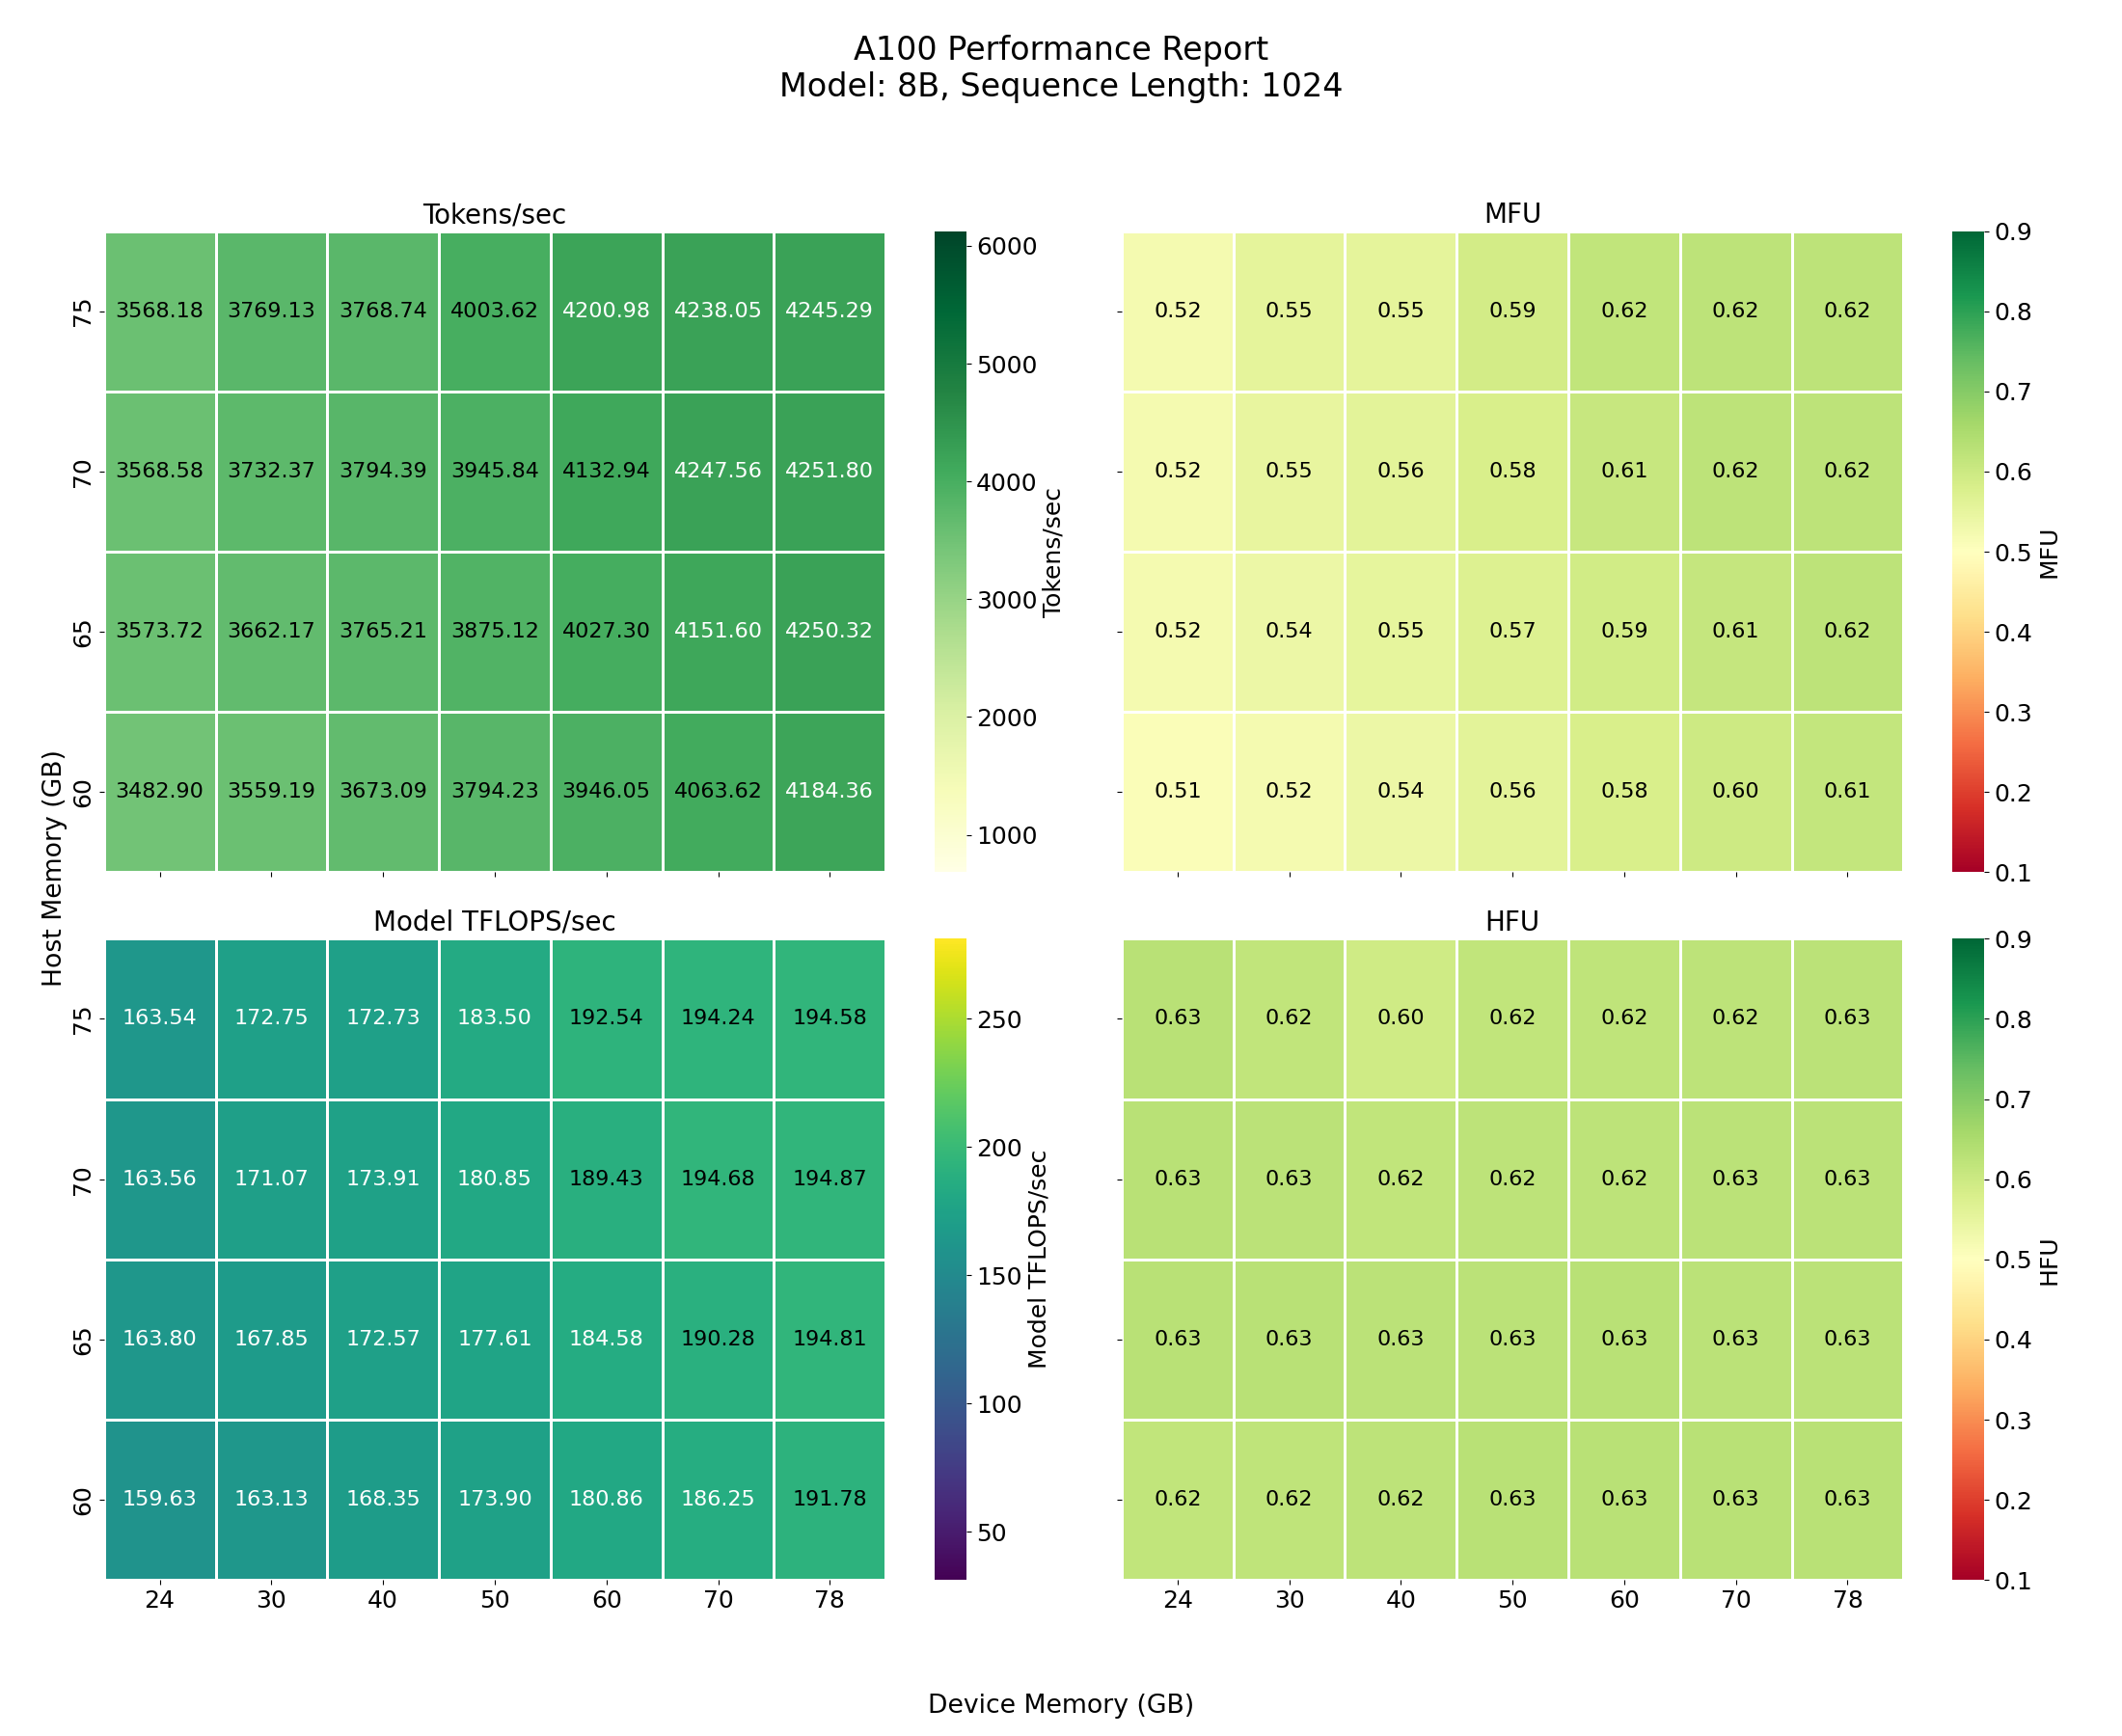 A100 Performance Report
Model: 8B, Sequence Length: 1024
Tokens/sec
75 3568.18 3769.13 3768.74 4003.62 4200.98 4238.05 4245.29
70 3568.58 3732.37 3794.39 3945.84 4132.94 4247.56 4251.80
65 3573.72 3662.17 3765.21 3875.12 4027.30 4151.60 4250.32
60 3482.90 3559.19 3673.09 3794.23 3946.05 4063.62 4184.36
6000
5000
4000
3000
2000
1000
Tokens/sec
MFU
0.52 0.55 0.55 0.59 0.62 0.62 0.62
0.52 0.55 0.56 0.58 0.61 0.62 0.62
0.52 0.54 0.55 0.57 0.59 0.61 0.62
0.51 0.52 0.54 0.56 0.58 0.60 0.61
0.9
0.8
0.7
0.6
0.5
0.4
0.3
0.2
0.1
MFU
Host Memory (GB)
Model TFLOPS/sec
75 163.54 172.75 172.73 183.50 192.54 194.24 194.58
70 163.56 171.07 173.91 180.85 189.43 194.68 194.87
65 163.80 167.85 172.57 177.61 184.58 190.28 194.81
60 159.63 163.13 168.35 173.90 180.86 186.25 191.78
24 30 40 50 60 70 78
250
200
150
100
50
Model TFLOPS/sec
HFU
0.63 0.62 0.60 0.62 0.62 0.62 0.63
0.63 0.63 0.62 0.62 0.62 0.63 0.63
0.63 0.63 0.63 0.63 0.63 0.63 0.63
0.62 0.62 0.62 0.63 0.63 0.63 0.63
24 30 40 50 60 70 78
0.9
0.8
0.7
0.6
0.5
0.4
0.3
0.2
0.1
HFU
Device Memory (GB)